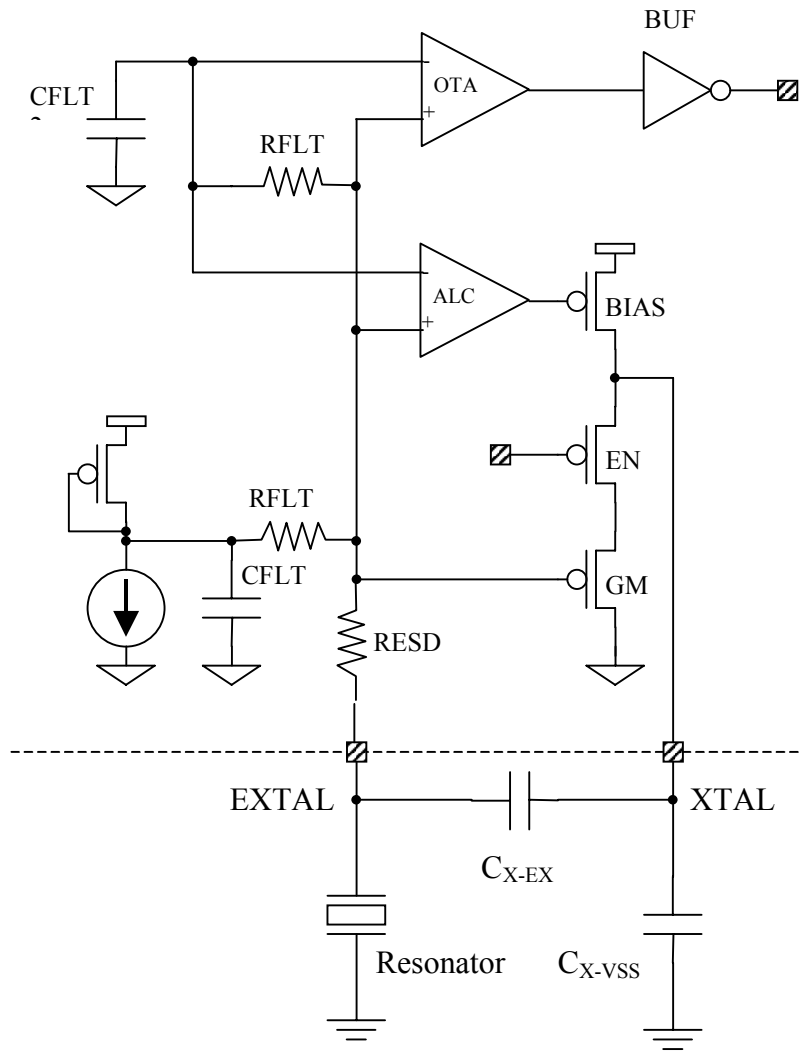 BUF
CFLT
-
OTA
+
RFLT
-
ALC
+
BIAS
EN
RFLT
CFLT
GM
RESD
EXTAL
XTAL
CX-EX
Resonator
CX-VSS